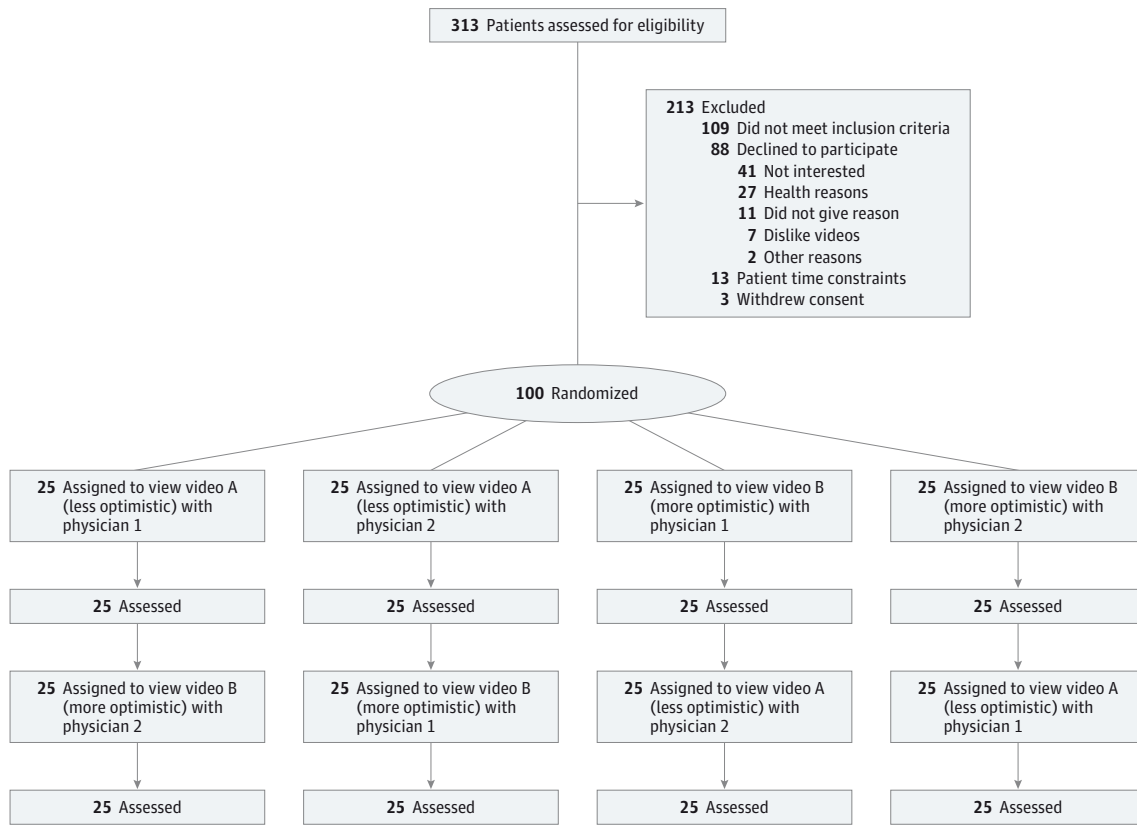 313 Patients assessed for eligibility
213 Excluded
109 Did not meet inclusion criteria
88 Declined to participate
41 Not interested
27 Health reasons
11 Did not give reason
7 Dislike videos
2 Other reasons
13 Patient time constraints
3 Withdrew consent
100 Randomized
25 Assigned to view video A
(less optimistic) with
physician 1
25 Assigned to view video A
(less optimistic) with
physician 2
25 Assigned to view video B
(more optimistic) with
physician 1
25 Assigned to view video B
(more optimistic) with
physician 2
25 Assessed
25 Assessed
25 Assessed
25 Assessed
25 Assigned to view video B
(more optimistic) with
physician 2
25 Assigned to view video B
(more optimistic) with
physician 1
25 Assigned to view video A
(less optimistic) with
physician 2
25 Assigned to view video A
(less optimistic) with
physician 1
25 Assessed
25 Assessed
25 Assessed
25 Assessed